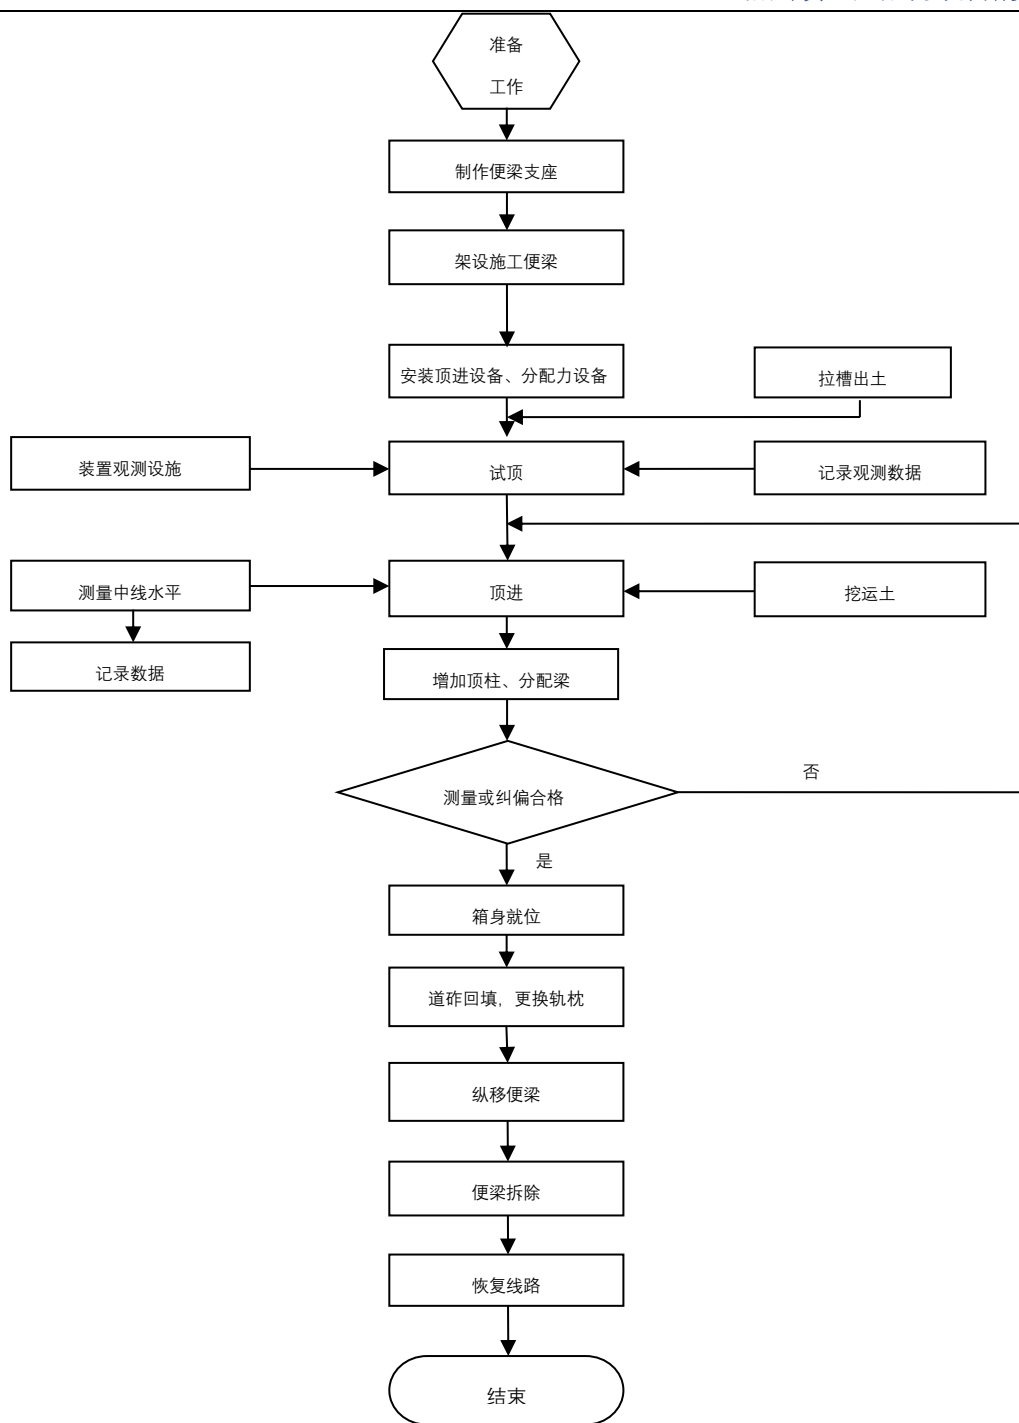 准备
工作
制作便梁支座
架设施工便梁
安装顶进设备、分配力设备
拉槽出土
装置观测设施
试顶
记录观测数据
测量中线水平
顶进
挖运土
记录数据
增加顶柱、分配梁
测量或纠偏合格
否
是
箱身就位
道砟回填，更换轨枕
纵移便梁
便梁拆除
恢复线路
结束